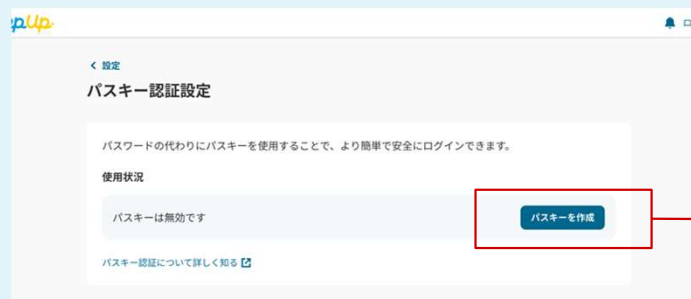 pUp
設定
パスキー認証設定
パスワードの代わりにパスキーを使用することで、より簡単で安全にログインできます。
使用状況
パスキーは無効です
パスキーを作成
パスキー認証について詳しく知る